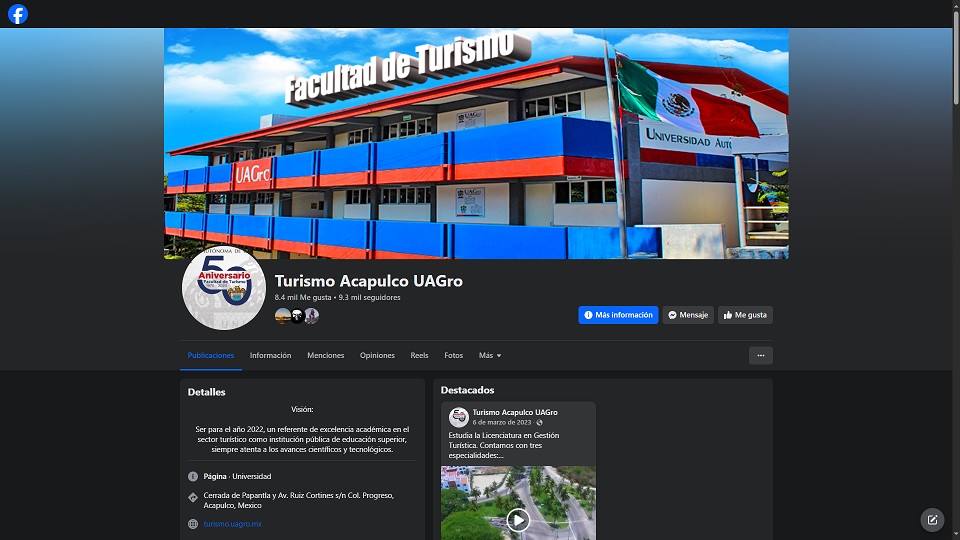 Facultad de Turismo
UAGro
UNIVERSIDAD AUTÓ
50
Aniversario
Facultad de Turismo
Turismo Acapulco UAGro
8.4 mil Me gusta • 9.3 mil seguidores
Más información
Mensaje
Me gusta
Publicaciones
Información
Menciones
Opiniones
Reels
Fotos
Más
Detalles
Visión:
Ser para el año 2022, un referente de excelencia académica en el
sector turístico como institución pública de educación superior,
siempre atenta a los avances científicos y tecnológicos.
Página · Universidad
Cerrada de Papantla y Av. Ruiz Cortines s/n Col. Progreso,
Acapulco, Mexico
turismo.uagro.mx
Destacados
Turismo Acapulco UAGro
6 de marzo de 2023 ·
Estudia la Licenciatura en Gestión
Turística. Contamos con tres
especialidades:...